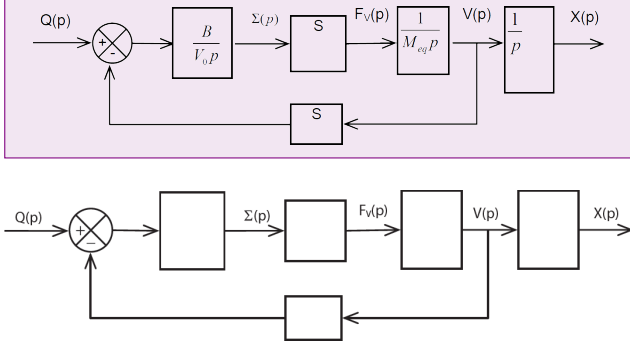 Q(p) + - B / V₀p Σ(p) S F_V(p) 1 / M_eq p V(p) 1 / p X(p)
S
Q(p) + − Σ(p) F_V(p) V(p) X(p)